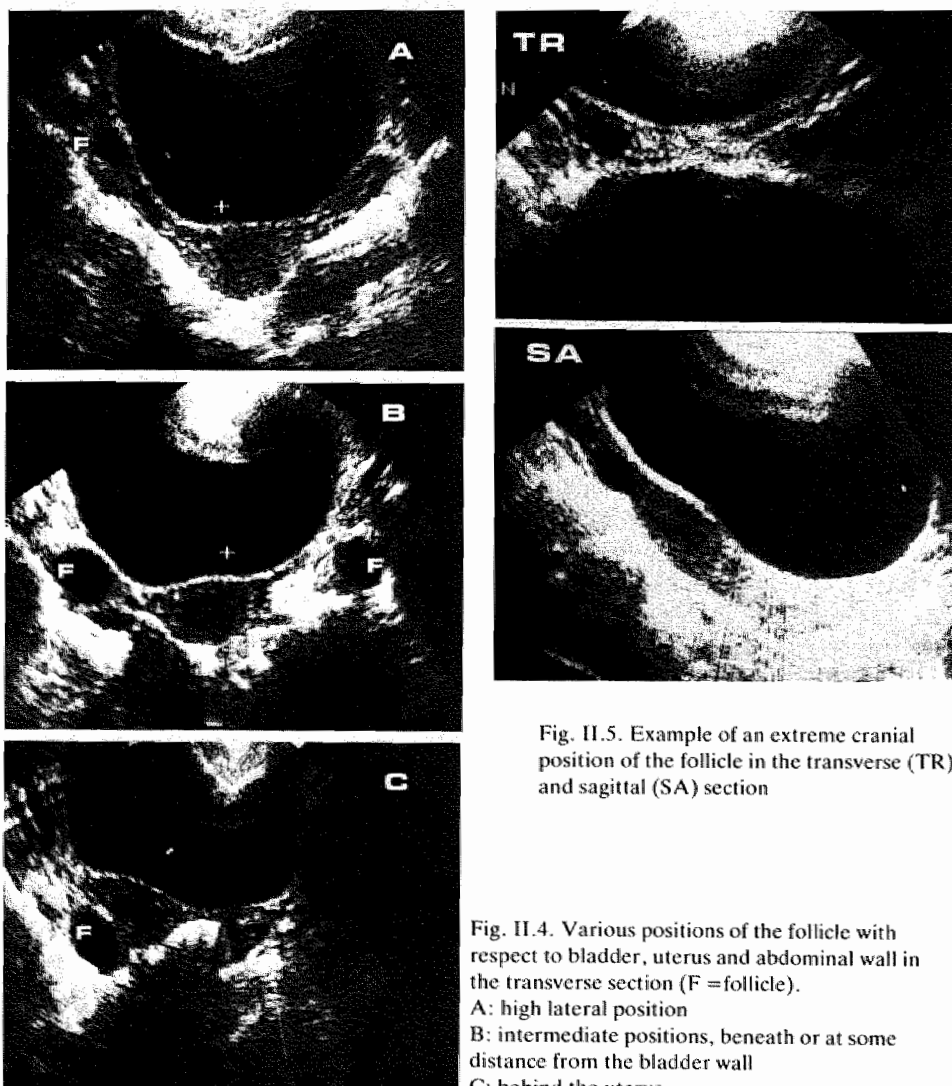 A
F
B
F
F
C
F
TR
N
SA
Fig. II.5. Example of an extreme cranial
position of the follicle in the transverse (TR)
and sagittal (SA) section
Fig. II.4. Various positions of the follicle with
respect to bladder, uterus and abdominal wall in
the transverse section (F =follicle).
A: high lateral position
B: intermediate positions, beneath or at some
distance from the bladder wall
C: behind the uterus